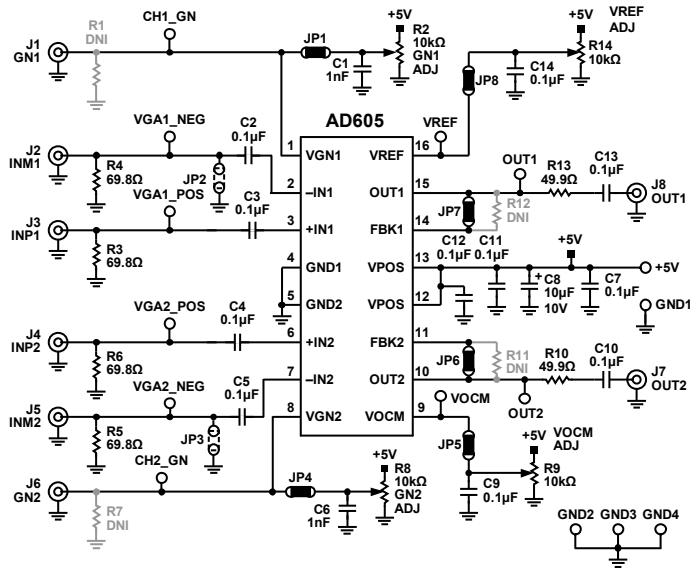 J1
GN1
R1
DNI
CH1_GN
JP1
C1
1nF
+5V
R2
10kΩ
GN1
ADJ
+5V
VREF
ADJ
R14
10kΩ
JP8
C14
0.1µF
AD605
VREF
J2
INM1
VGA1_NEG
R4
69.8Ω
JP2
C2
0.1µF
1
VGN1
VREF
16
2
–IN1
OUT1
15
OUT1
R13
49.9Ω
C13
0.1µF
J8
OUT1
J3
INP1
VGA1_POS
R3
69.8Ω
C3
0.1µF
3
+IN1
FBK1
14
JP7
R12
DNI
4
GND1
VPOS
13
C12
0.1µF
C11
0.1µF
+
C8
10µF
10V
+5V
C7
0.1µF
+5V
5
GND2
VPOS
12
GND1
J4
INP2
VGA2_POS
R6
69.8Ω
C4
0.1µF
6
+IN2
FBK2
11
JP6
R11
DNI
7
–IN2
OUT2
10
R10
49.9Ω
C10
0.1µF
J7
OUT2
OUT2
J5
INM2
VGA2_NEG
R5
69.8Ω
JP3
C5
0.1µF
8
VGN2
VOCM
9
VOCM
JP5
C9
0.1µF
+5V
VOCM
ADJ
R9
10kΩ
J6
GN2
R7
DNI
CH2_GN
JP4
C6
1nF
+5V
R8
10kΩ
GN2
ADJ
GND2 GND3 GND4